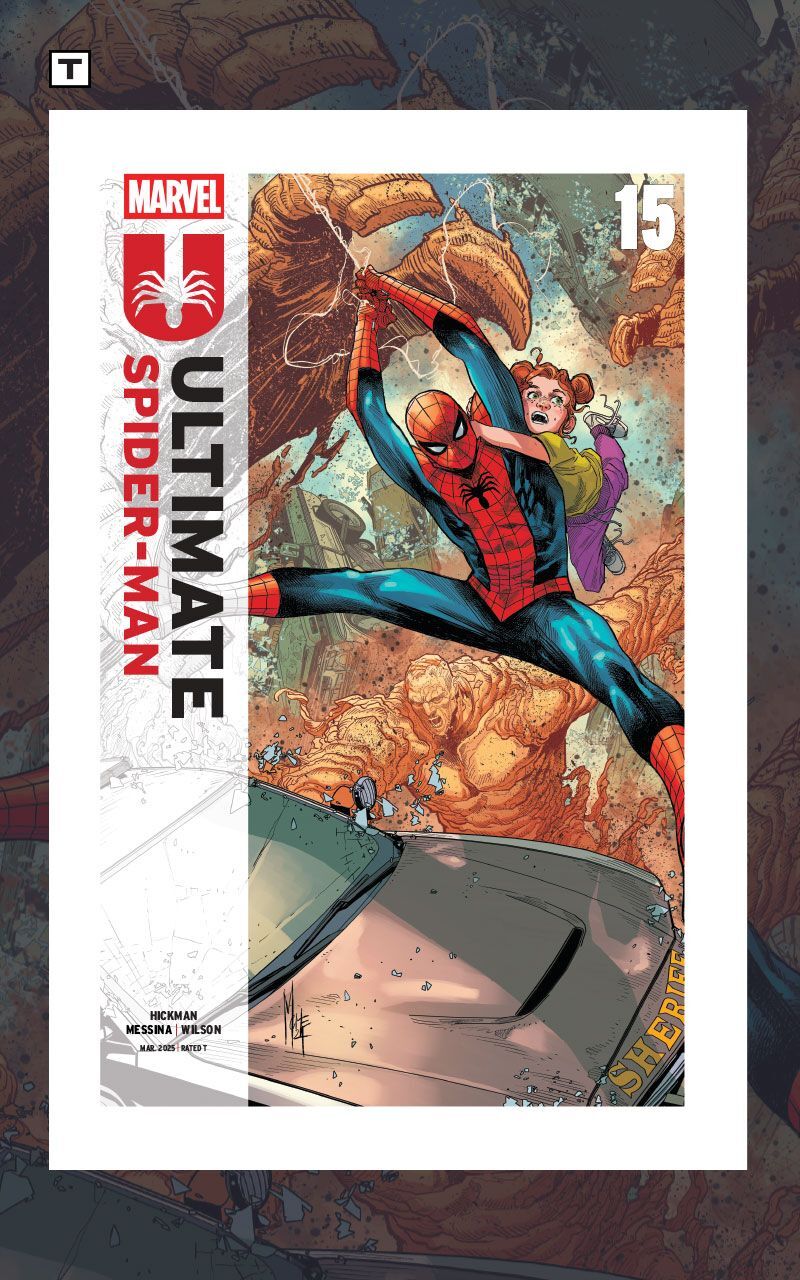 T
MARVEL
15
U
ULTIMATE
SPIDER-MAN
HICKMAN
MESSINA | WILSON
MAR. 2025 | RATED T
SHERIFF